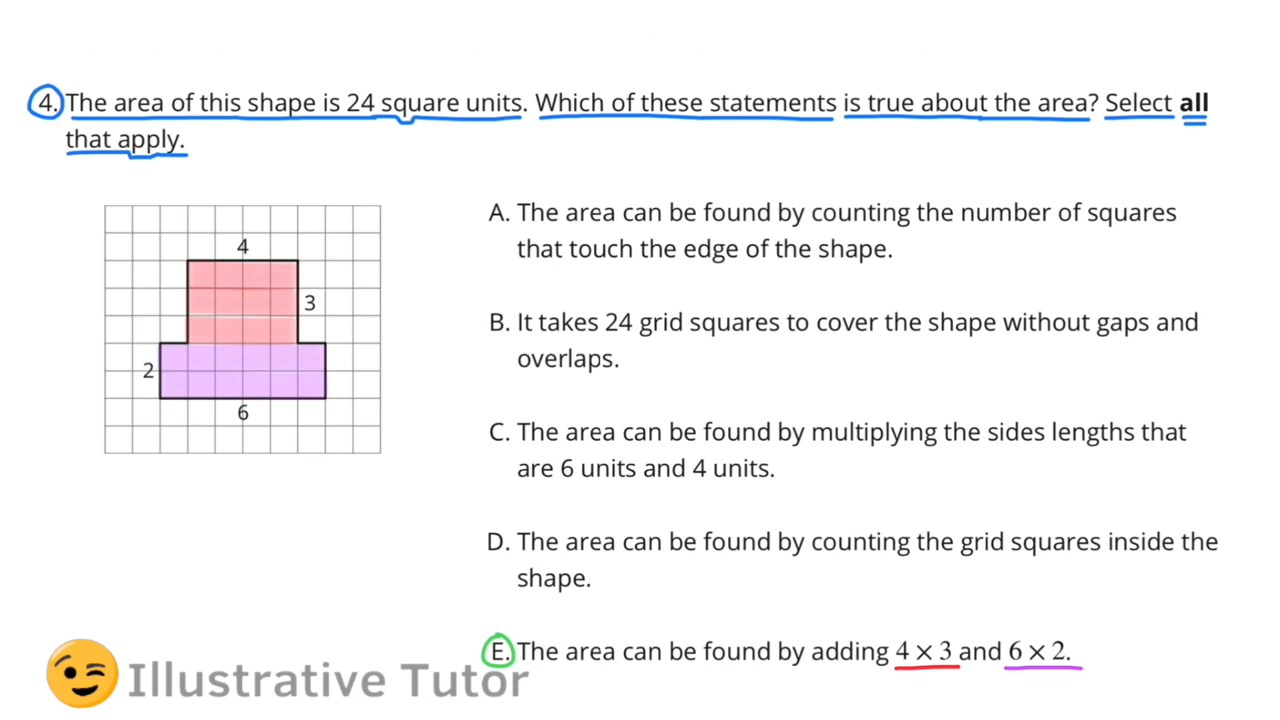 4. The area of this shape is 24 square units. Which of these statements is true about the area? Select all
that apply.
4
3
2
6
A. The area can be found by counting the number of squares
that touch the edge of the shape.
B. It takes 24 grid squares to cover the shape without gaps and
overlaps.
C. The area can be found by multiplying the sides lengths that
are 6 units and 4 units.
D. The area can be found by counting the grid squares inside the
shape.
E. The area can be found by adding 4 × 3 and 6 × 2.
Illustrative Tutor